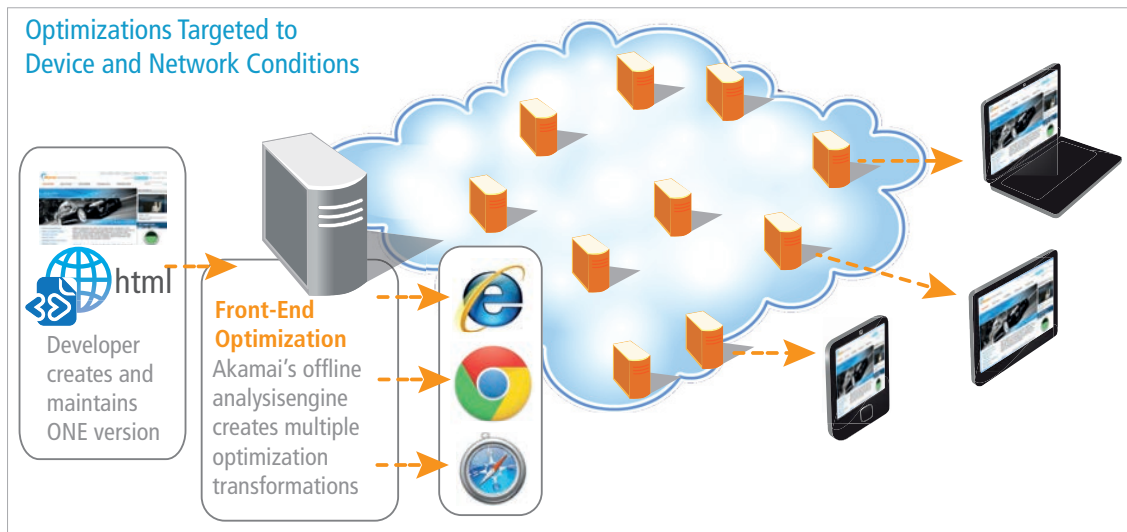 Optimizations Targeted to
Device and Network Conditions
html
Developer
creates and
maintains
ONE version
Front-End
Optimization
Akamai's offline
analysisengine
creates multiple
optimization
transformations